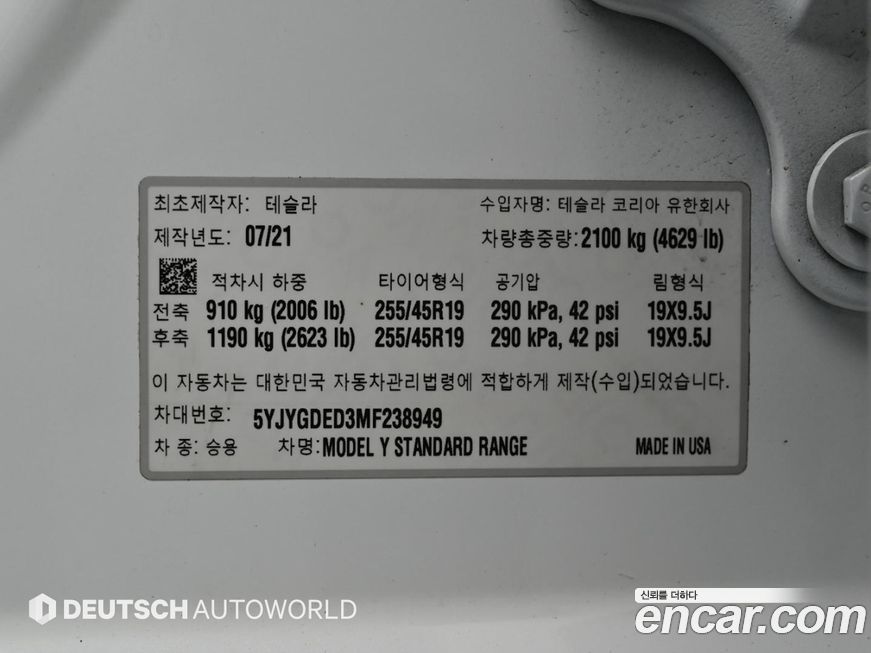 최초제작자: 테슬라 수입자명: 테슬라 코리아 유한회사
제작년도: 07/21 차량총중량: 2100 kg (4629 lb)
적차시 하중 타이어형식 공기압 림형식
전축 910 kg (2006 lb) 255/45R19 290 kPa, 42 psi 19X9.5J
후축 1190 kg (2623 lb) 255/45R19 290 kPa, 42 psi 19X9.5J
이 자동차는 대한민국 자동차관리법령에 적합하게 제작(수입)되었습니다.
차대번호: 5YJYGDED3MF238949
차 종: 승용 차명: MODEL Y STANDARD RANGE MADE IN USA
DEUTSCH AUTOWORLD
신뢰를 더하다
encar.com